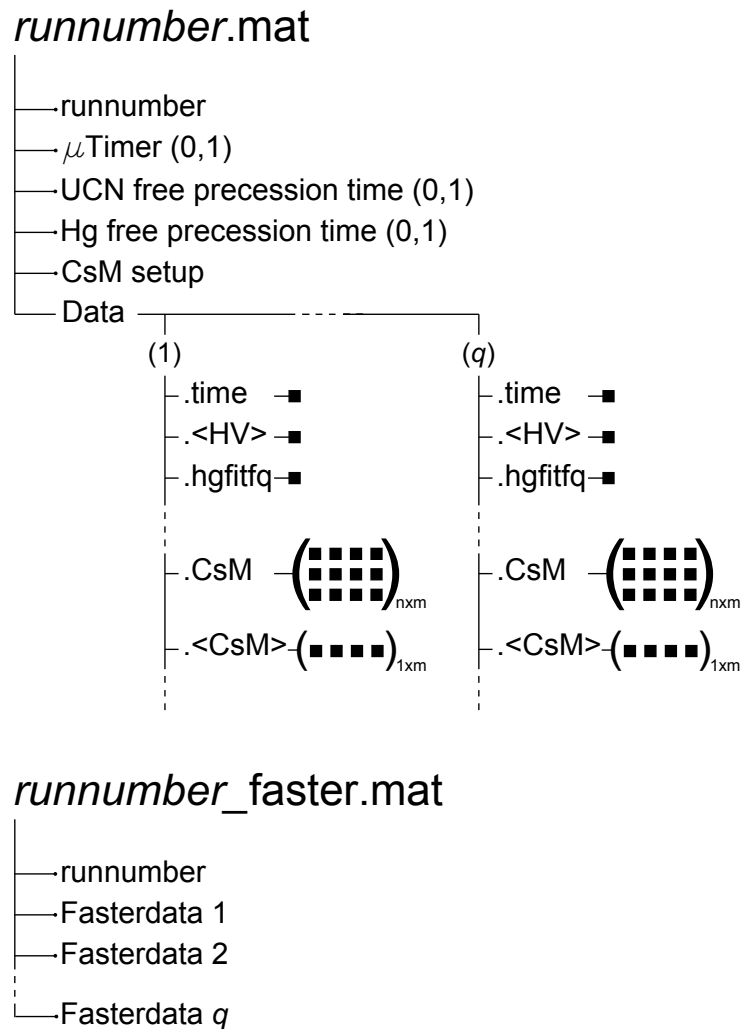 runnumber.mat
runnumber
μTimer (0,1)
UCN free precession time (0,1)
Hg free precession time (0,1)
CsM setup
Data
(1) (q)
.time .time
.<HV> .<HV>
.hgfitfq .hgfitfq
.CsM ( )nxm .CsM ( )nxm
.<CsM> ( )1xm .<CsM> ( )1xm
runnumber_faster.mat
runnumber
Fasterdata 1
Fasterdata 2
Fasterdata q